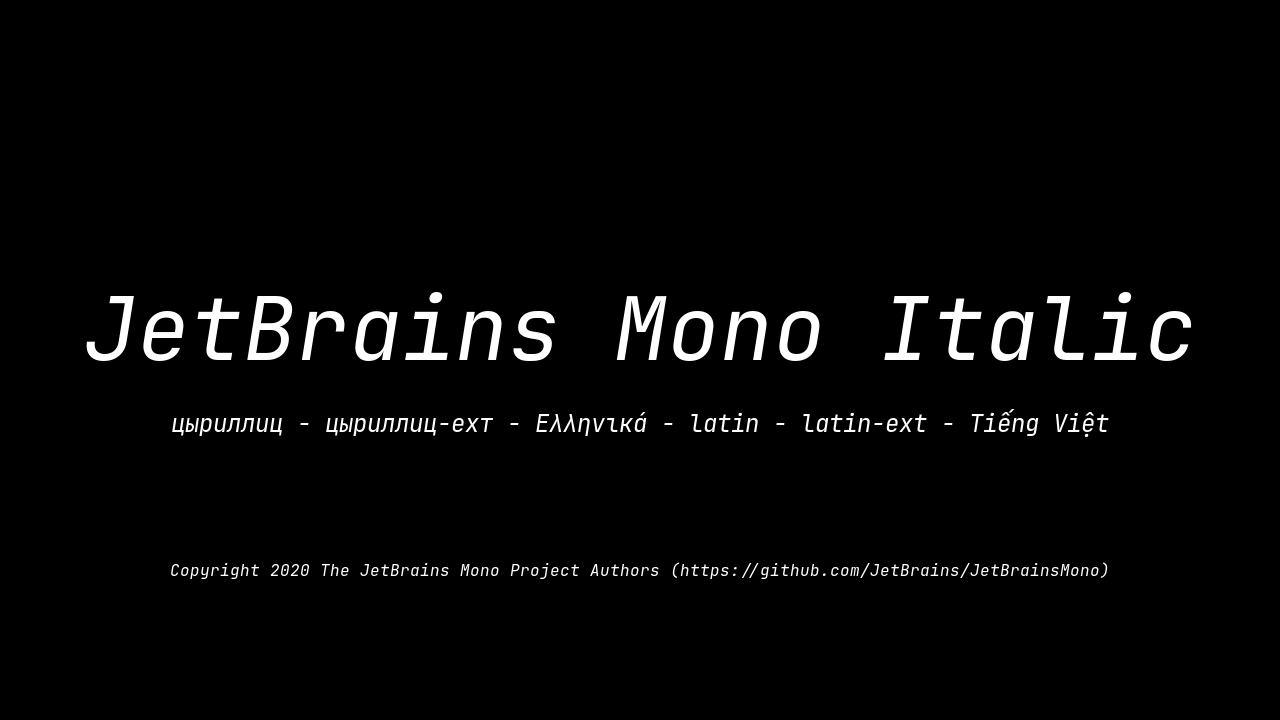 JetBrains Mono Italic
цыриллиц - цыриллиц-ехт - Ελληνικά - latin - latin-ext - Tiếng Việt
Copyright 2020 The JetBrains Mono Project Authors (https://github.com/JetBrains/JetBrainsMono)